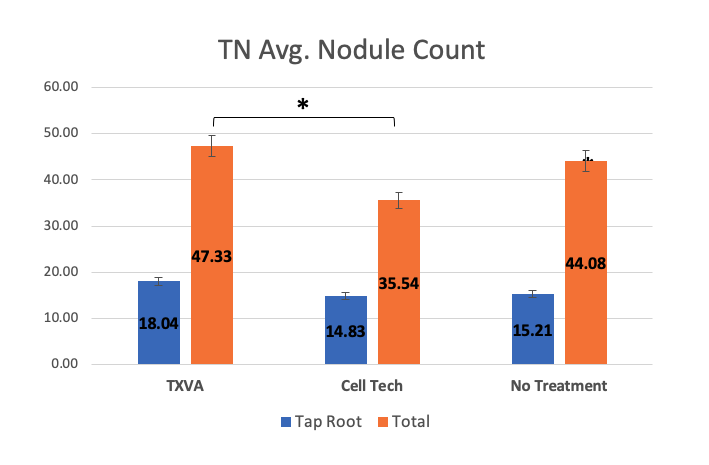 TN Avg. Nodule Count
60.00
50.00
40.00
30.00
20.00
10.00
0.00
*
*
47.33
35.54
44.08
18.04
14.83
15.21
TXVA
Cell Tech
No Treatment
Tap Root
Total